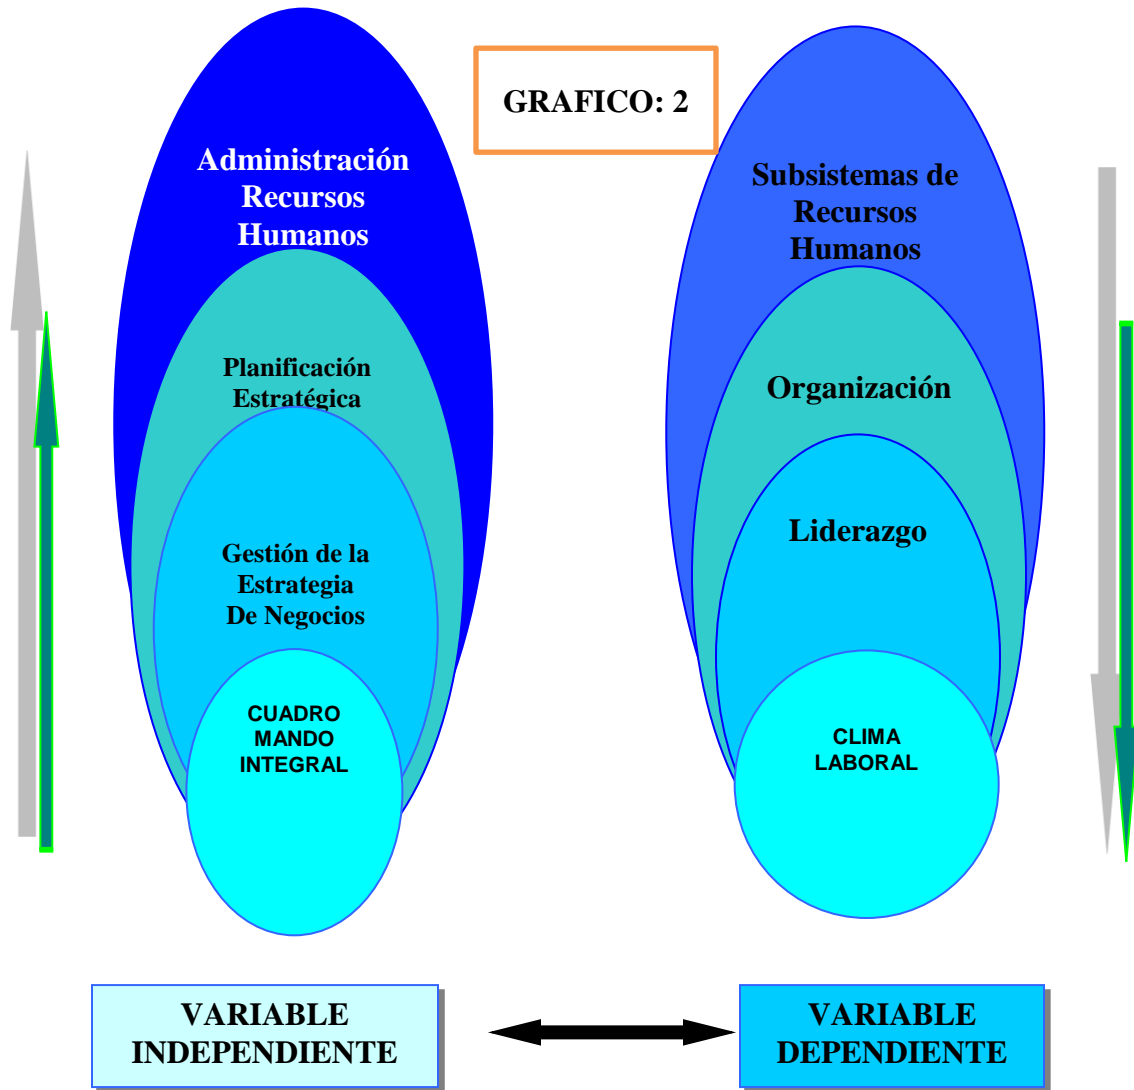 GRAFICO: 2
Administración
Recursos
Humanos
Planificación
Estratégica
Gestión de la
Estrategia
De Negocios
CUADRO
MANDO
INTEGRAL
Subsistemas de
Recursos
Humanos
Organización
Liderazgo
CLIMA
LABORAL
VARIABLE
INDEPENDIENTE
VARIABLE
DEPENDIENTE